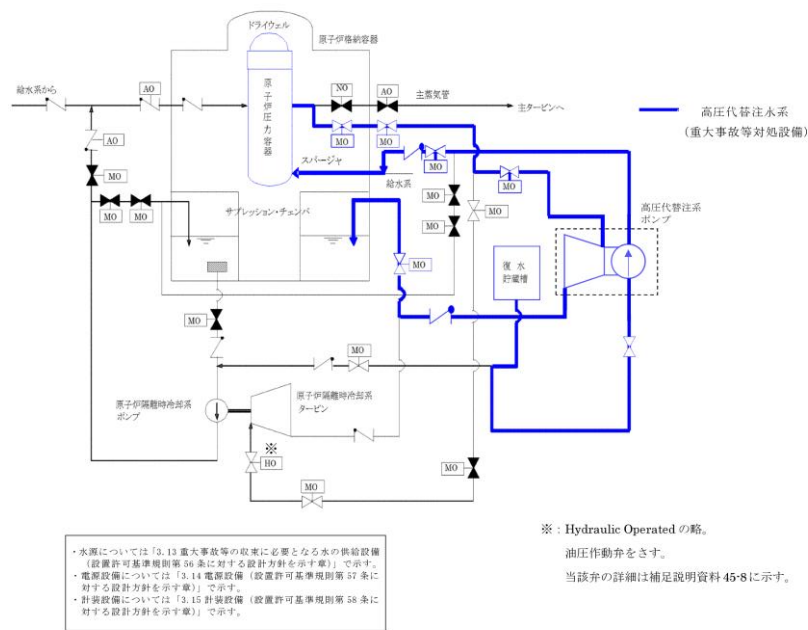 ドライウェル
原子炉格納容器
給水系から
AO
原子炉圧力容器
NO
AO
主蒸気管
主タービンへ
高圧代替注水系
(重大事故等対処設備)
AO
MO
MO
MO
MO
スパージャ
給水系
MO
MO
MO
MO
MO
サプレッション・チェンバ
MO
MO
高圧代替注系
ポンプ
復水
貯蔵槽
MO
MO
原子炉隔離時冷却系
ポンプ
原子炉隔離時冷却系
タービン
※
HO
MO
MO
※：Hydraulic Operated の略。
油圧作動弁をさす。
当該弁の詳細は補足説明資料 45-8 に示す。
・水源については「3.13 重大事故等の収束に必要となる水の供給設備
（設置許可基準規則第 56 条に対する設計方針を示す章）」で示す。
・電源設備については「3.14 電源設備（設置許可基準規則第 57 条に
対する設計方針を示す章）」で示す。
・計装設備については「3.15 計装設備（設置許可基準規則第 58 条に
対する設計方針を示す章）」で示す。